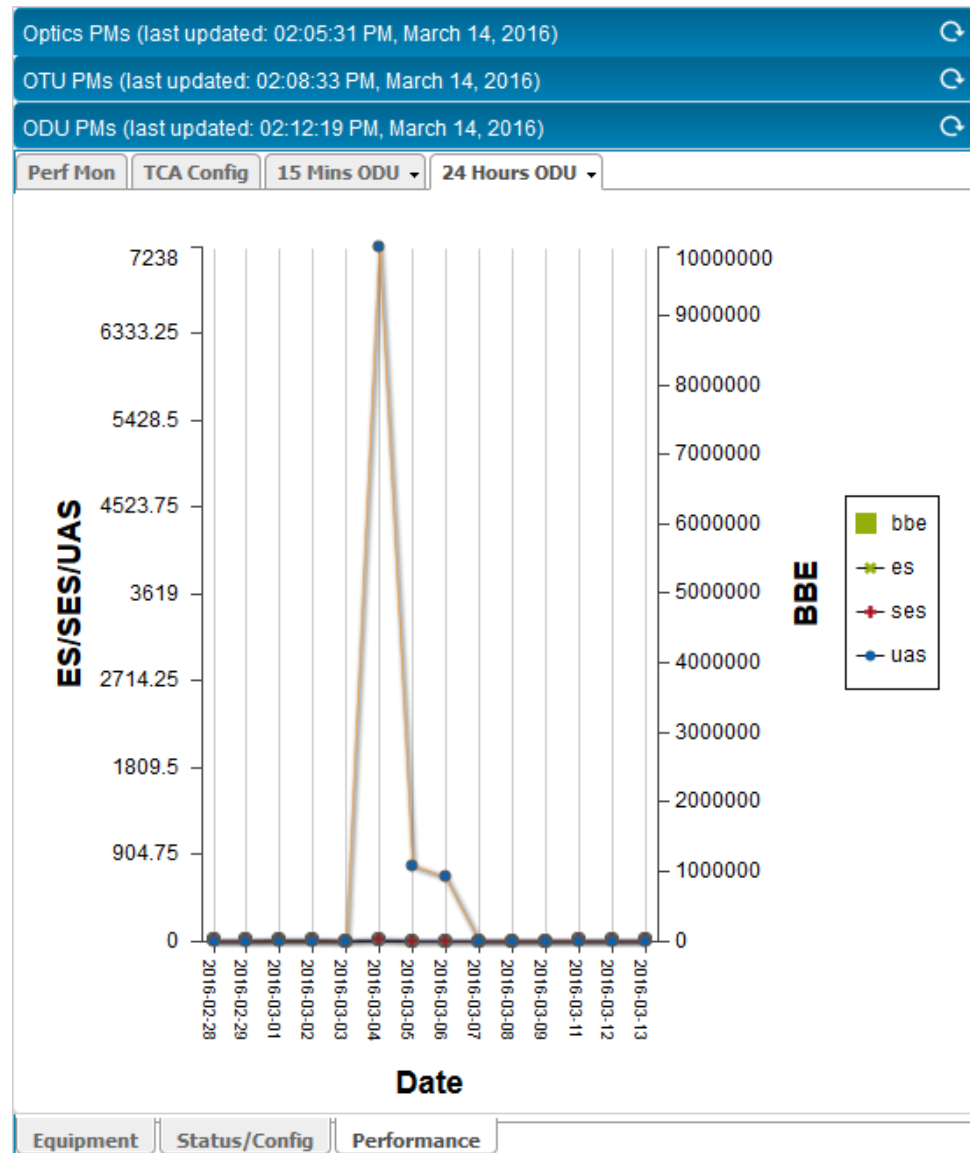 Optics PMs (last updated: 02:05:31 PM, March 14, 2016)
OTU PMs (last updated: 02:08:33 PM, March 14, 2016)
ODU PMs (last updated: 02:12:19 PM, March 14, 2016)
Perf Mon TCA Config 15 Mins ODU 24 Hours ODU
7238
6333.25
5428.5
4523.75
3619
2714.25
1809.5
904.75
0
ES/SES/UAS
10000000
9000000
8000000
7000000
6000000
5000000
4000000
3000000
2000000
1000000
0
BBE
bbe
es
ses
uas
2016-02-28
2016-02-29
2016-03-01
2016-03-02
2016-03-03
2016-03-04
2016-03-05
2016-03-06
2016-03-07
2016-03-08
2016-03-09
2016-03-11
2016-03-12
2016-03-13
Date
Equipment Status/Config Performance